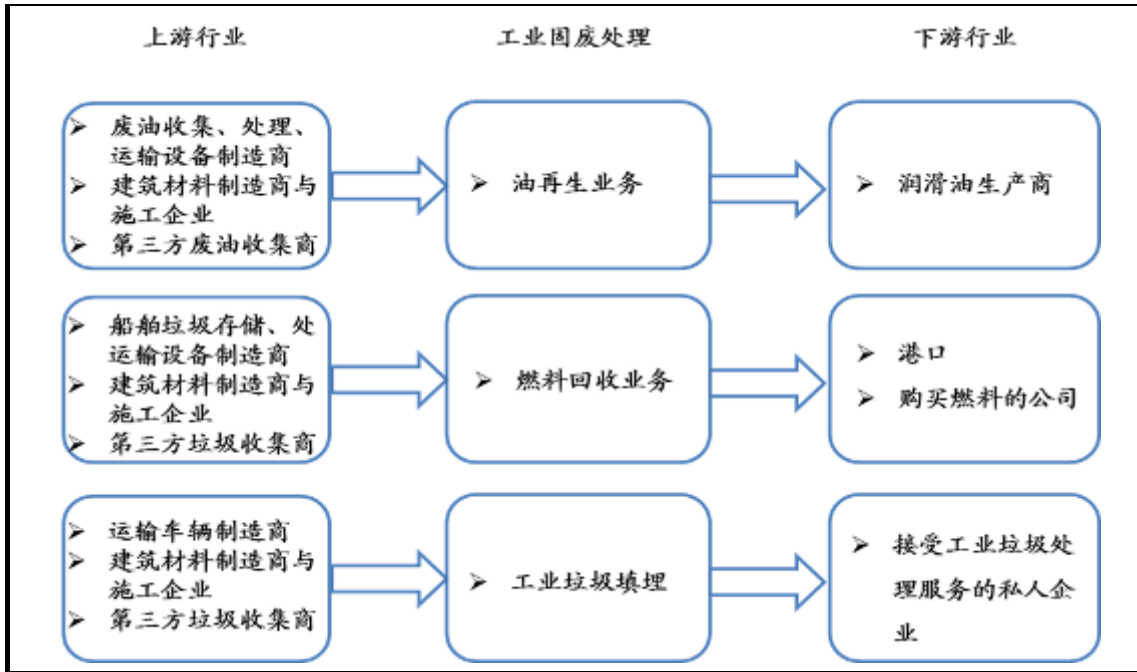 上游行业 工业固废处理 下游行业
➢ 废油收集、处理、
运输设备制造商
➢ 建筑材料制造商与
施工企业
➢ 第三方废油收集商
➢ 油再生业务
➢ 润滑油生产商
➢ 船舶垃圾存储、处
运输设备制造商
➢ 建筑材料制造商与
施工企业
➢ 第三方垃圾收集商
➢ 燃料回收业务
➢ 港口
➢ 购买燃料的公司
➢ 运输车辆制造商
➢ 建筑材料制造商与
施工企业
➢ 第三方垃圾收集商
➢ 工业垃圾填埋
➢ 接受工业垃圾处
理服务的私人企
业